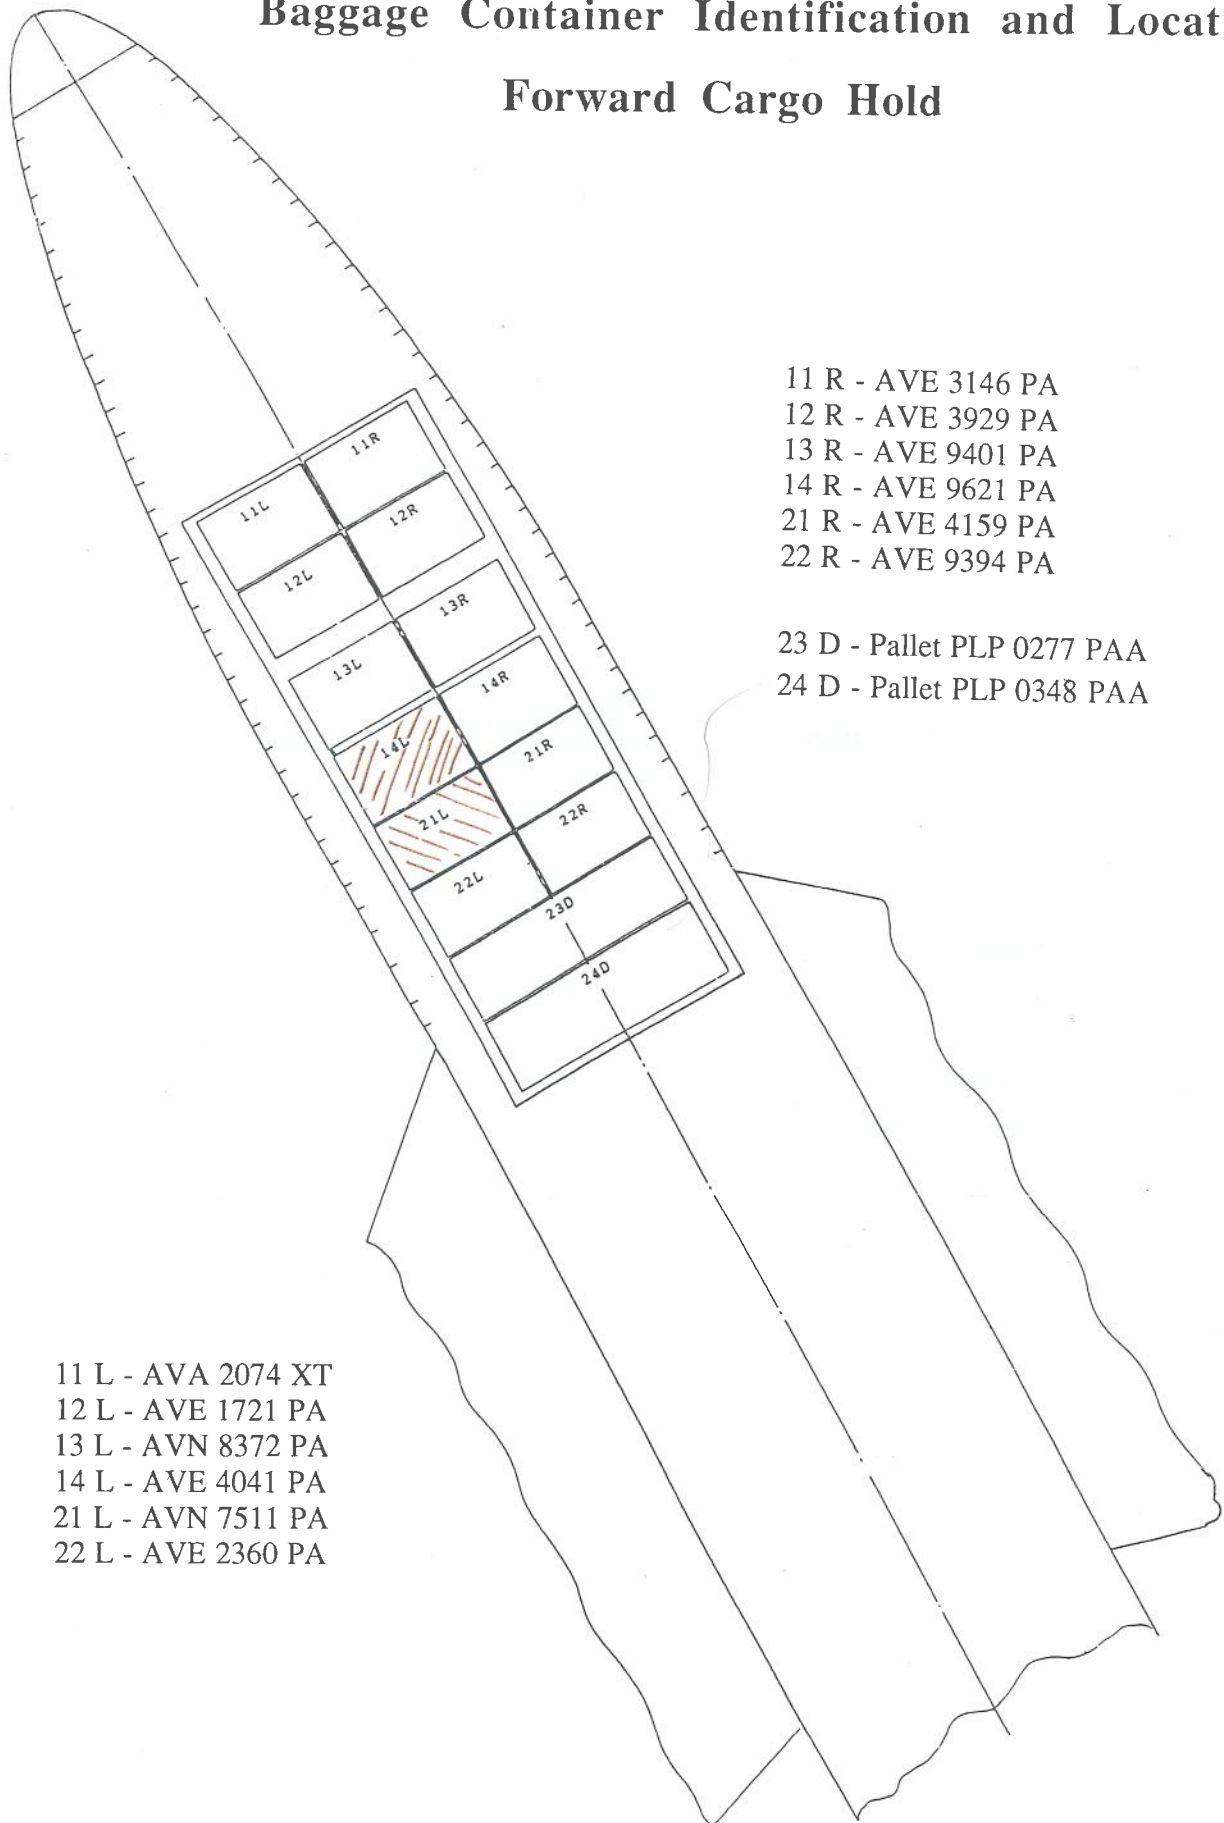 Baggage Container Identification and Locat
Forward Cargo Hold
11 R - AVE 3146 PA
12 R - AVE 3929 PA
13 R - AVE 9401 PA
14 R - AVE 9621 PA
21 R - AVE 4159 PA
22 R - AVE 9394 PA
23 D - Pallet PLP 0277 PAA
24 D - Pallet PLP 0348 PAA
11R
11L
12R
12L
13R
13L
14R
14L
21R
21L
22R
22L
23D
24D
11 L - AVA 2074 XT
12 L - AVE 1721 PA
13 L - AVN 8372 PA
14 L - AVE 4041 PA
21 L - AVN 7511 PA
22 L - AVE 2360 PA